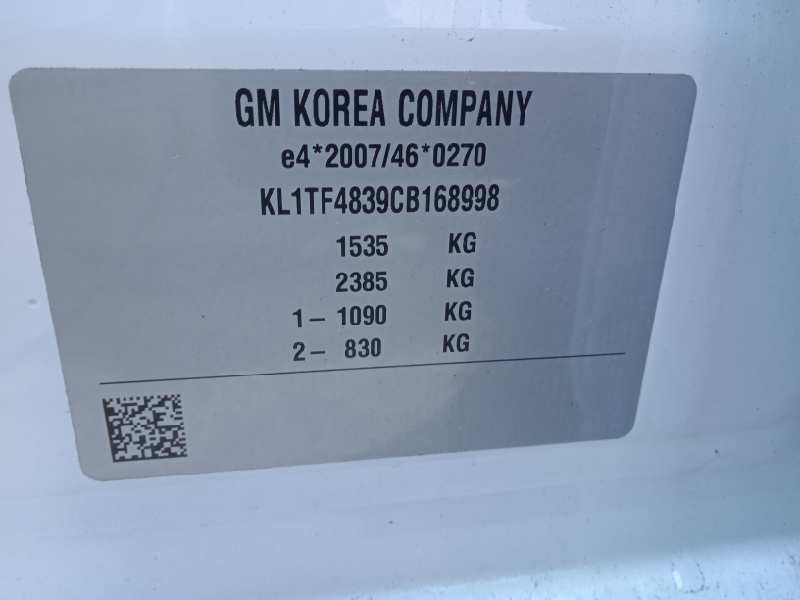 GM KOREA COMPANY
e4*2007/46*0270
KL1TF4839CB168998
1535 KG
2385 KG
1- 1090 KG
2- 830 KG